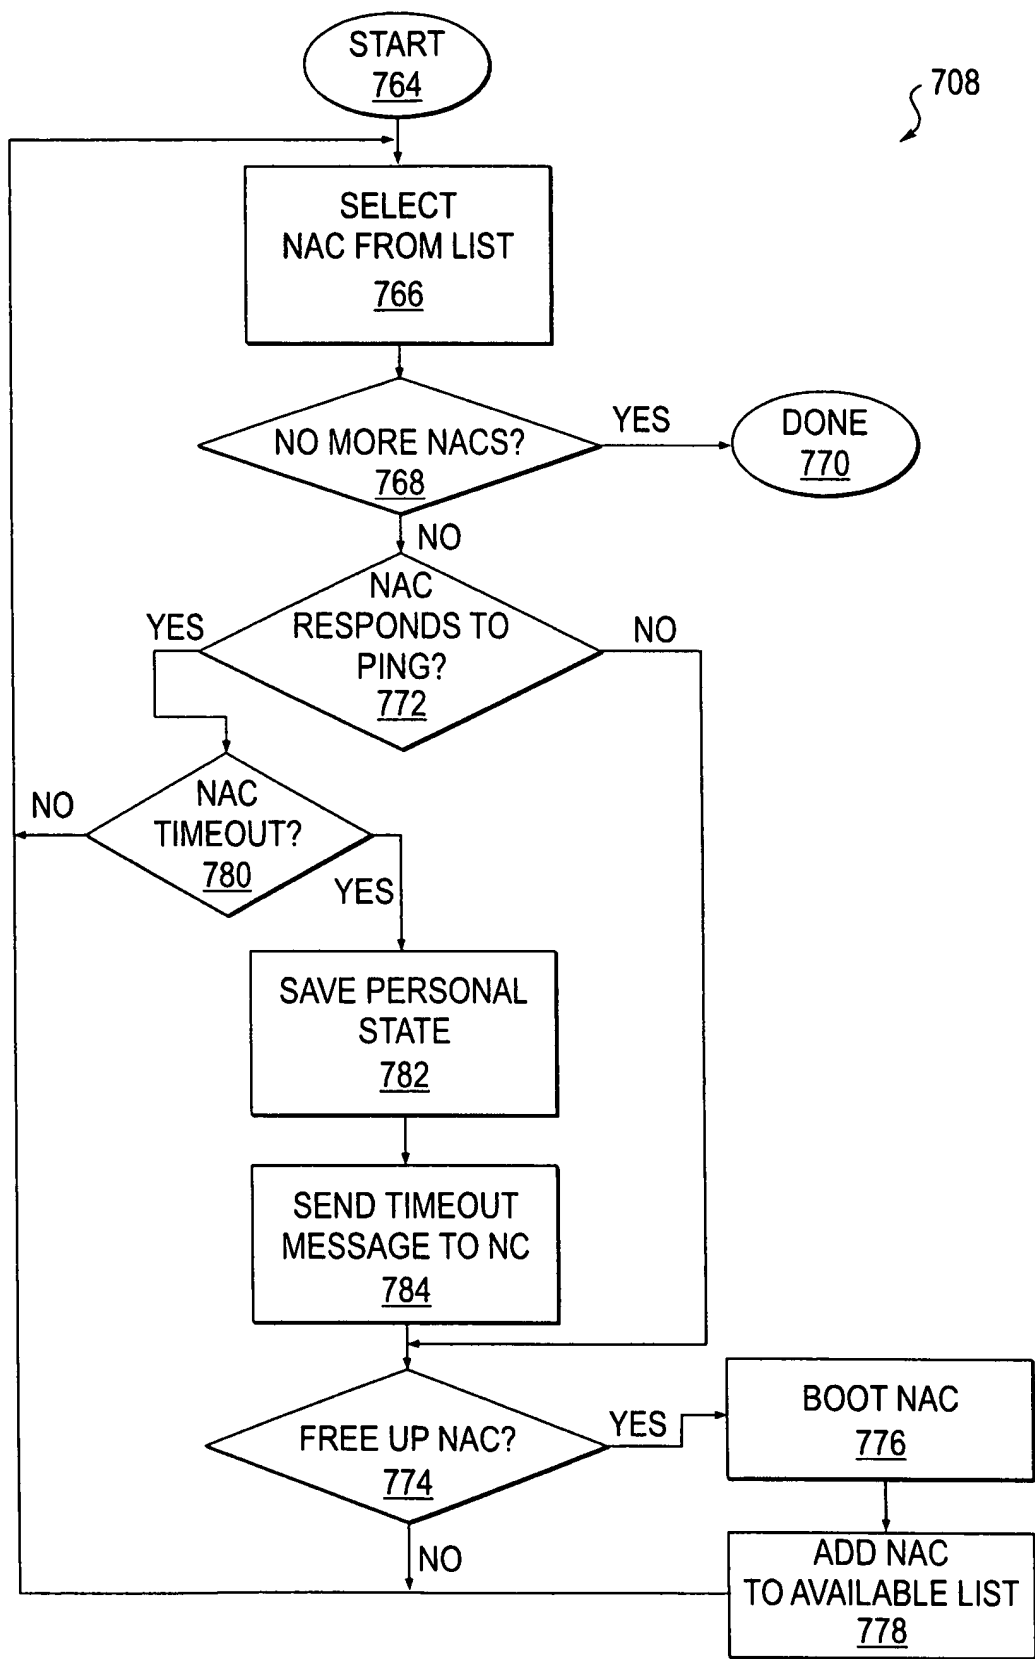 START
764
708
SELECT
NAC FROM LIST
766
NO MORE NACS?
768
YES
DONE
770
NO
NAC
RESPONDS TO
PING?
772
YES
NO
NAC
TIMEOUT?
780
NO
YES
SAVE PERSONAL
STATE
782
SEND TIMEOUT
MESSAGE TO NC
784
FREE UP NAC?
774
YES
BOOT NAC
776
NO
ADD NAC
TO AVAILABLE LIST
778